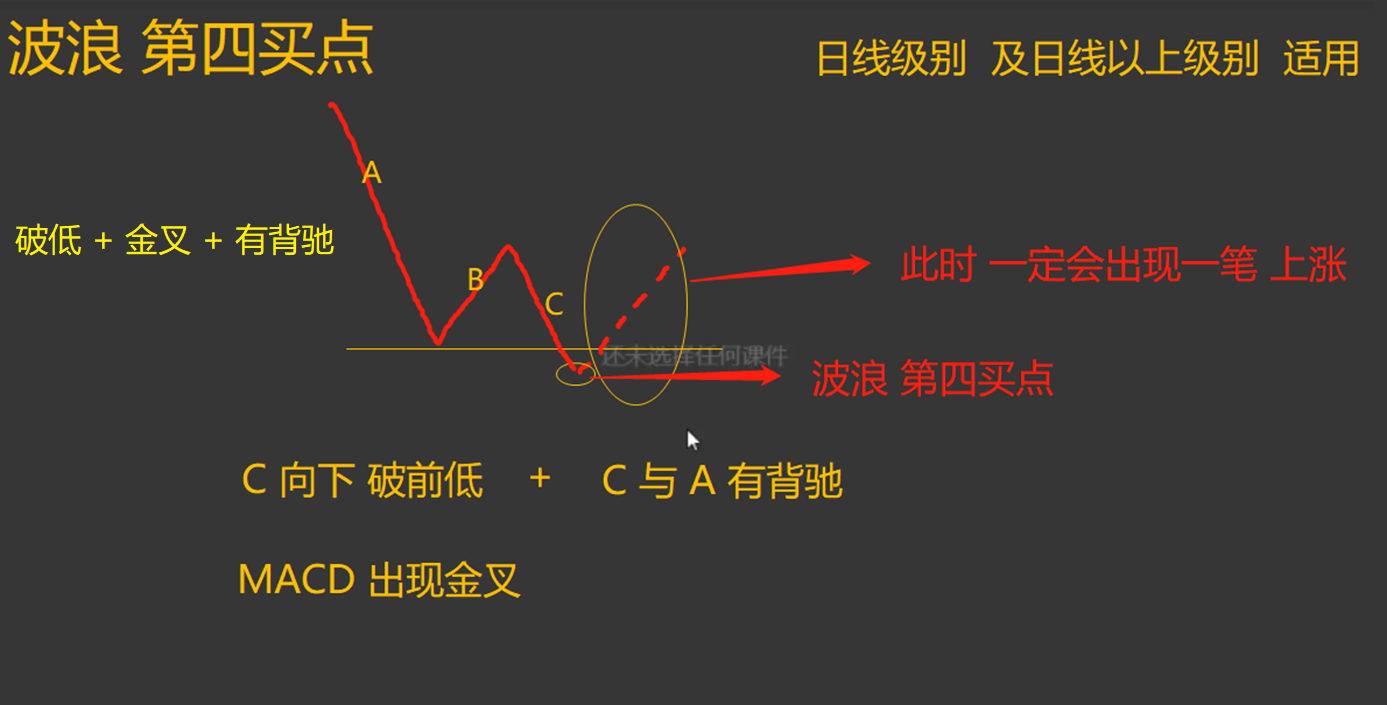 波浪 第四买点
日线级别 及日线以上级别 适用
A
破低 + 金叉 + 有背驰
B
C
此时 一定会出现一笔 上涨
还未选择任何课件
波浪 第四买点
C 向下 破前低 + C 与 A 有背驰
MACD 出现金叉